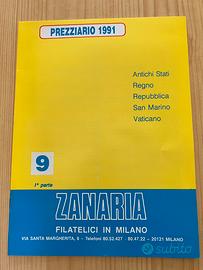 PREZZIARIO 1991
Antichi Stati
Regno
Repubblica
San Marino
Vaticano
9
1ª parte
ZANARIA
FILATELICI IN MILANO
VIA SANTA MARGHERITA, 6 - Telefoni 80.52.427 - 80.47.22 - 20121 MILANO
subito